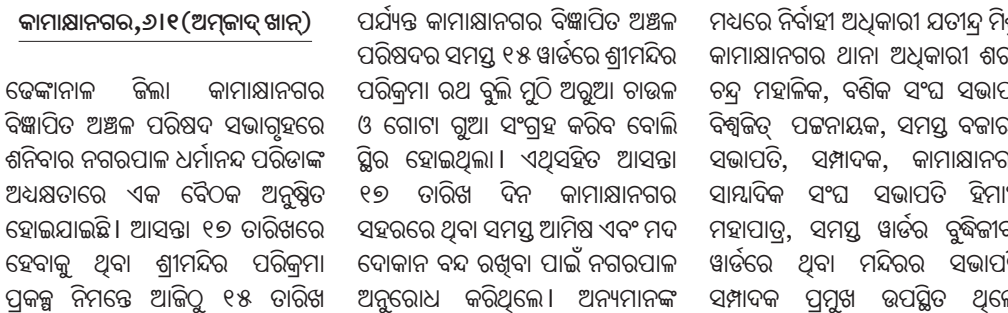 କାମାକ୍ଷାନଗର,୬।୧(ଅମ୍‌ଜାଦ୍ ଖାନ୍)
ଢେଙ୍କାନାଳ ଜିଲା କାମାକ୍ଷାନଗର
ବିଜ୍ଞାପିତ ଅଞ୍ଚଳ ପରିଷଦ ସଭାଗୃହରେ
ଶନିବାର ନଗରପାଳ ଧର୍ମାନନ୍ଦ ପରିଡାଙ୍କ
ଅଧ୍ୟକ୍ଷତାରେ ଏକ ବୈଠକ ଅନୁଷ୍ଠିତ
ହୋଇଯାଇଛି। ଆସନ୍ତା ୧୭ ତାରିଖରେ
ହେବାକୁ ଥିବା ଶ୍ରୀମନ୍ଦିର ପରିକ୍ରମା
ପ୍ରକଳ୍ପ ନିମନ୍ତେ ଆଜିଠୁ ୧୫ ତାରିଖ
ପର୍ଯ୍ୟନ୍ତ କାମାକ୍ଷାନଗର ବିଜ୍ଞାପିତ ଅଞ୍ଚଳ
ପରିଷଦର ସମସ୍ତ ୧୫ ୱାର୍ଡରେ ଶ୍ରୀମନ୍ଦିର
ପରିକ୍ରମା ରଥ ବୁଲି ମୁଠି ଅରୁଆ ଚାଉଳ
ଓ ଗୋଟା ଗୁଆ ସଂଗ୍ରହ କରିବ ବୋଲି
ସ୍ଥିର ହୋଇଥିଲା। ଏଥିସହିତ ଆସନ୍ତା
୧୭ ତାରିଖ ଦିନ କାମାକ୍ଷାନଗର
ସହରରେ ଥିବା ସମସ୍ତ ଆମିଷ ଏବଂ ମଦ
ଦୋକାନ ବନ୍ଦ ରଖିବା ପାଇଁ ନଗରପାଳ
ଅନୁରୋଧ କରିଥିଲେ। ଅନ୍ୟମାନଙ୍କ
ମଧ୍ୟରେ ନିର୍ବାହୀ ଅଧିକାରୀ ଯତୀନ୍ଦ୍ର
କାମାକ୍ଷାନଗର ଥାନା ଅଧିକାରୀ
ଚନ୍ଦ୍ର ମହାଳିକ, ବଣିକ ସଂଘ
ବିଶ୍ୱଜିତ୍ ପଟ୍ଟନାୟକ, ସମସ୍ତ
ସଭାପତି, ସମ୍ପାଦକ,
ସାମ୍ବାଦିକ ସଂଘ ସଭାପତି
ମହାପାତ୍ର, ସମସ୍ତ ୱାର୍ଡର
ୱାର୍ଡରେ ଥିବା ମନ୍ଦିରର
ସମ୍ପାଦକ ପ୍ରମୁଖ ଉପସ୍ଥିତ